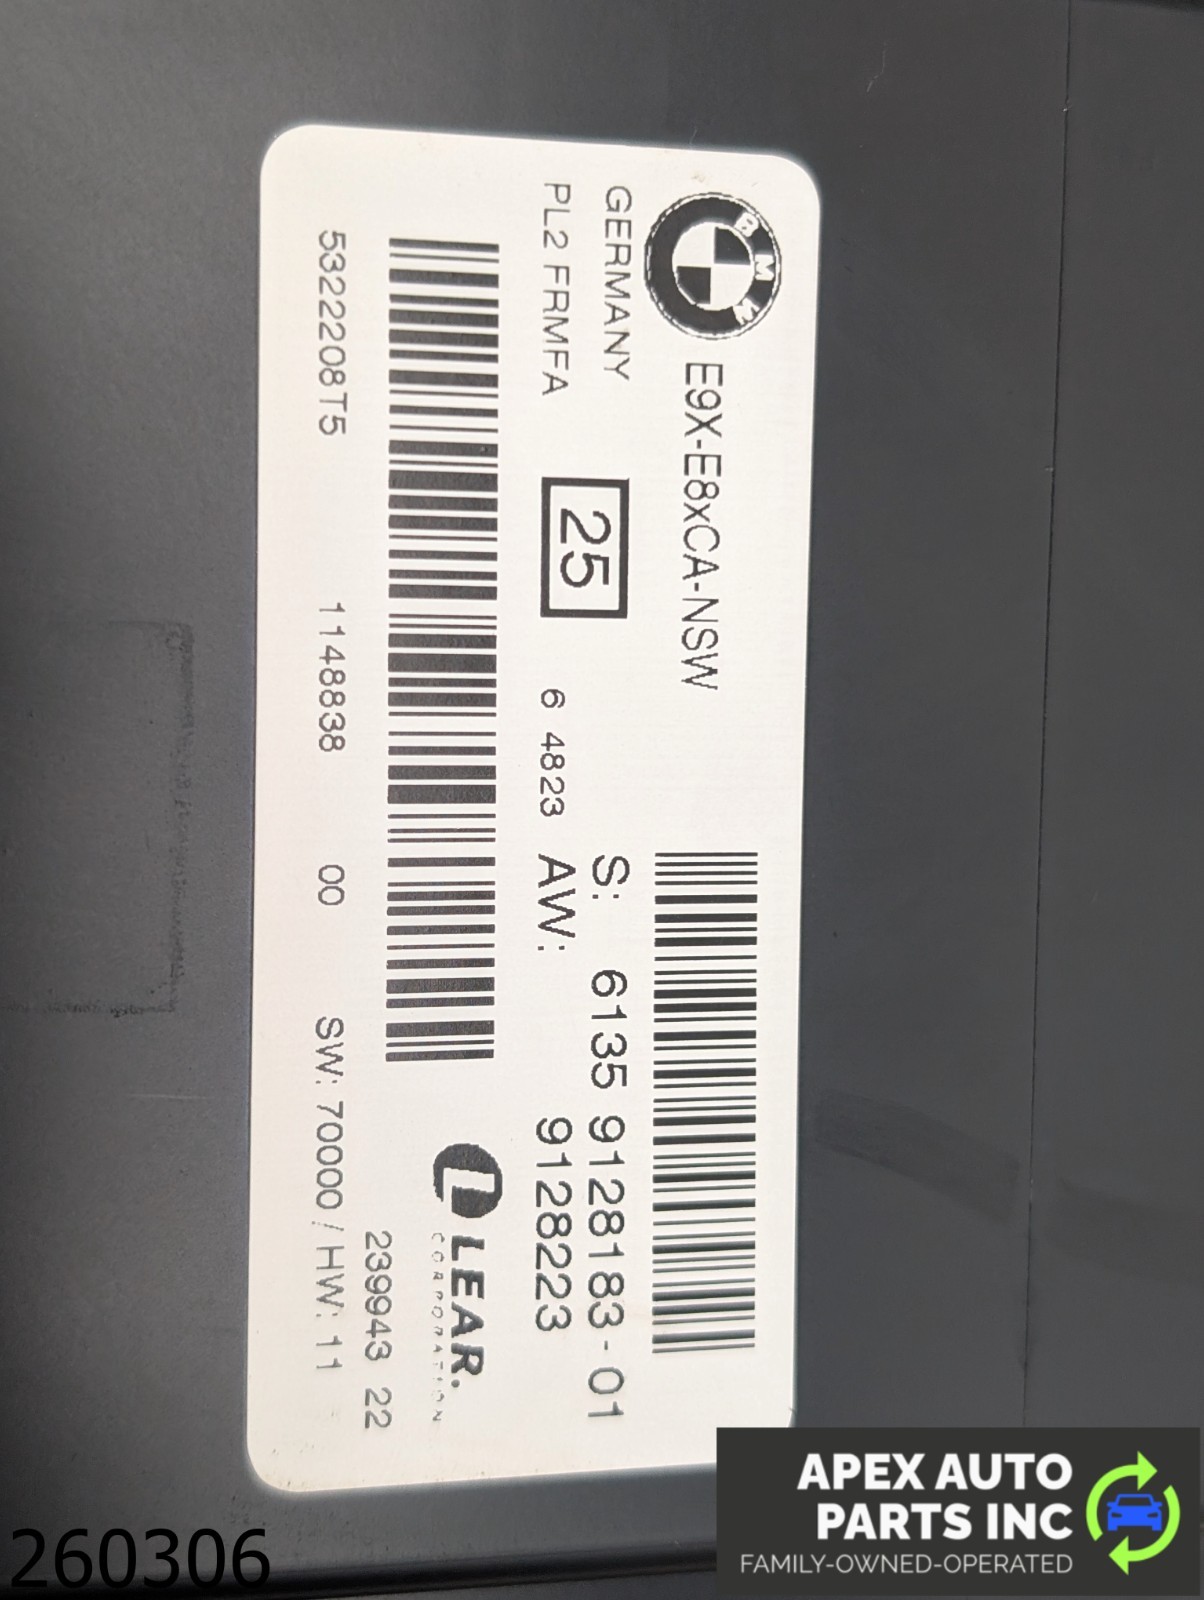 BMW
E9X-E8xCA-NSW
GERMANY
PL2 FRMFA
25
6 4823
S: 6135 9128183-01
AW: 9128223
LEAR.
CORPORATION
239943 22
5322208T5 1148838 00 SW: 70000 / HW: 11
260306
APEX AUTO
PARTS INC
FAMILY-OWNED-OPERATED